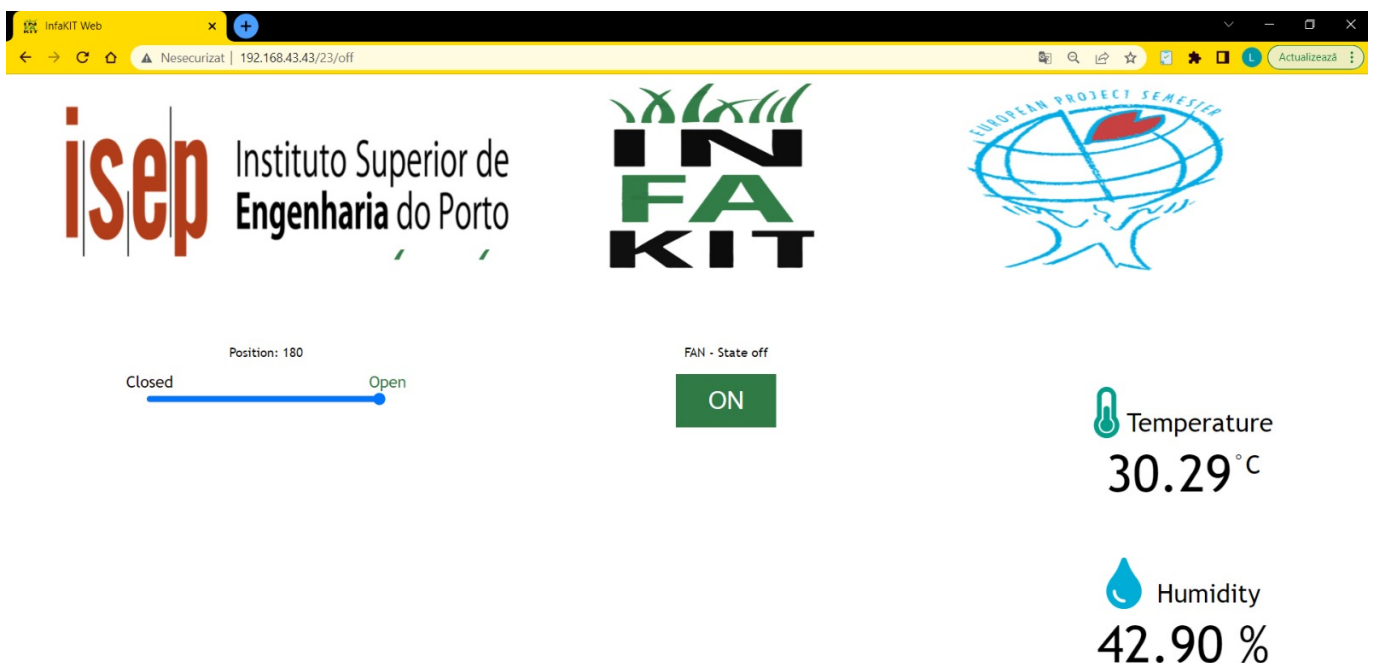 InfaKIT Web
Nesecurizat | 192.168.43.43/23/off
L
Actualizează
isep
Instituto Superior de
Engenharia do Porto
IN
FA
KIT
EUROPEAN PROJECT SEMESTER
Position: 180
Closed
Open
FAN - State off
ON
Temperature
30.29°C
Humidity
42.90 %